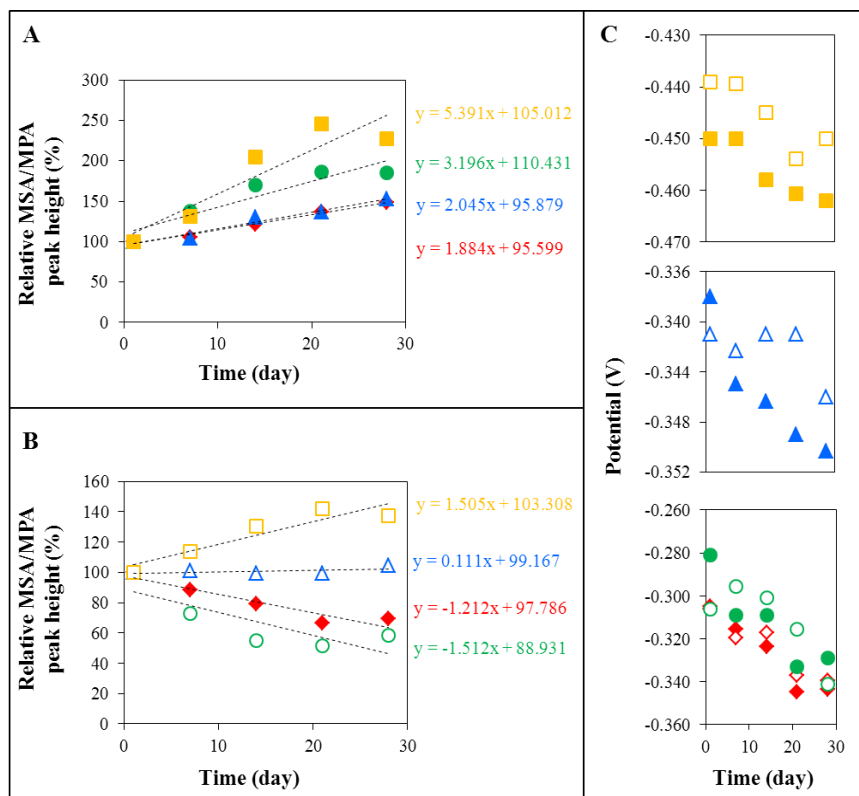 A
Relative MSA/MPA
peak height (%)
300
250
200
150
100
50
0
0 10 20 30
Time (day)
y = 5.391x + 105.012
y = 3.196x + 110.431
y = 2.045x + 95.879
y = 1.884x + 95.599
B
Relative MSA/MPA
peak height (%)
160
140
120
100
80
60
40
20
0
0 10 20 30
Time (day)
y = 1.505x + 103.308
y = 0.111x + 99.167
y = -1.212x + 97.786
y = -1.512x + 88.931
C
Potential (V)
-0.430
-0.440
-0.450
-0.460
-0.470
-0.336
-0.340
-0.344
-0.348
-0.352
-0.260
-0.280
-0.300
-0.320
-0.340
-0.360
0 10 20 30
Time (day)